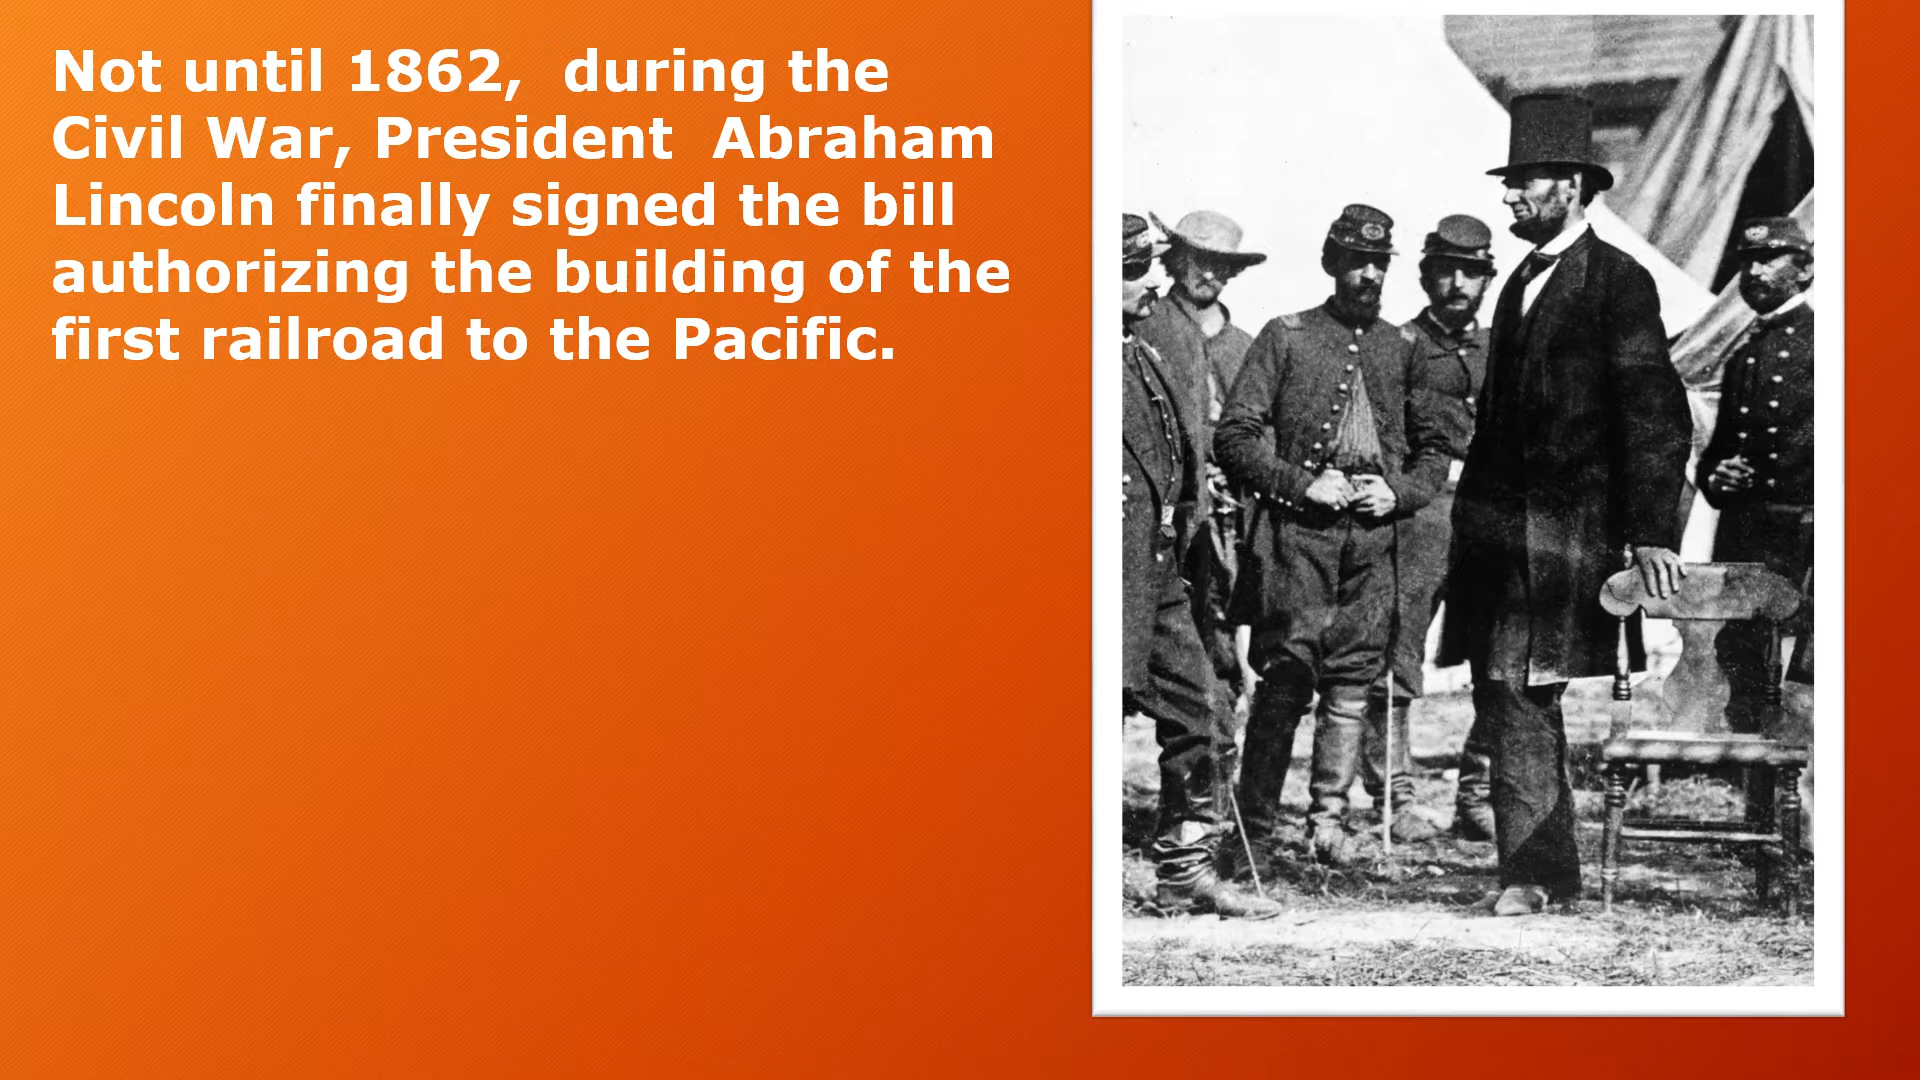 Not until 1862,  during the
Civil War, President  Abraham
Lincoln finally signed the bill
authorizing the building of the
first railroad to the Pacific.